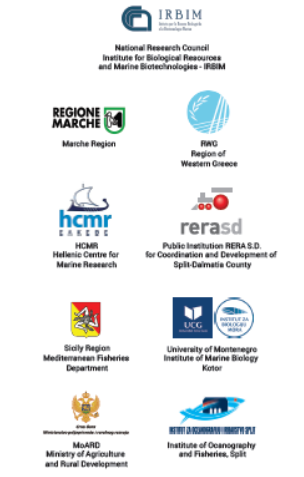 IRBIM
National Research Council
Institute for Biological Resources
and Marine Biotechnologies - IRBIM
REGIONE
MARCHE
Marche Region
RWG
Region of
Western Greece
hcmr
ΕΛΚΕΘΕ
HCMR
Hellenic Centre for
Marine Research
rerasd
Public Institution RERA S.D.
for Coordination and Development of
Split-Dalmatia County
Sicily Region
Mediterranean Fisheries
Department
UCG
INSTITUT ZA
BIOLOGIJU
MORA
University of Montenegro
Institute of Marine Biology
Kotor
Crna Gora
Ministarstvo poljoprivrede i ruralnog razvoja
MoARD
Ministry of Agriculture
and Rural Development
INSTITUT ZA OCEANOGRAFIJU I RIBARSTVO SPLIT
Institute of Ocanography
and Fisheries, Split